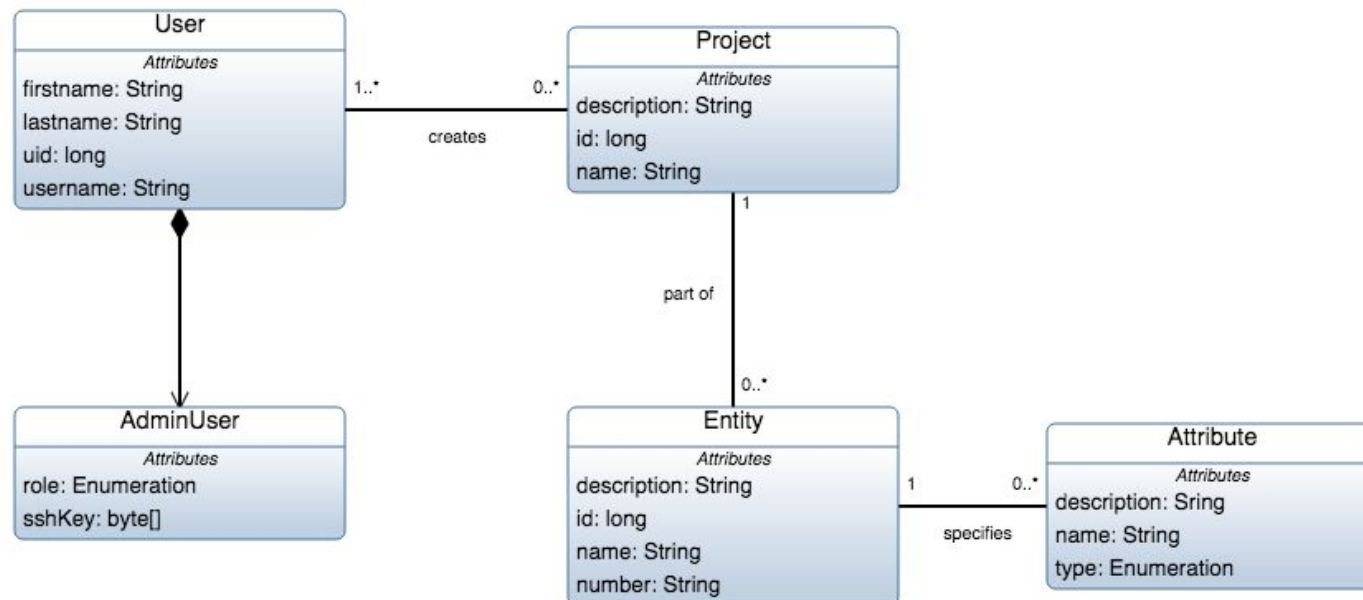 User
Attributes
firstname: String
lastname: String
uid: long
username: String
1..*
0..*
creates
Project
Attributes
description: String
id: long
name: String
1
part of
0..*
AdminUser
Attributes
role: Enumeration
sshKey: byte[]
Entity
Attributes
description: String
id: long
name: String
number: String
1
0..*
specifies
Attribute
Attributes
description: Sring
name: String
type: Enumeration